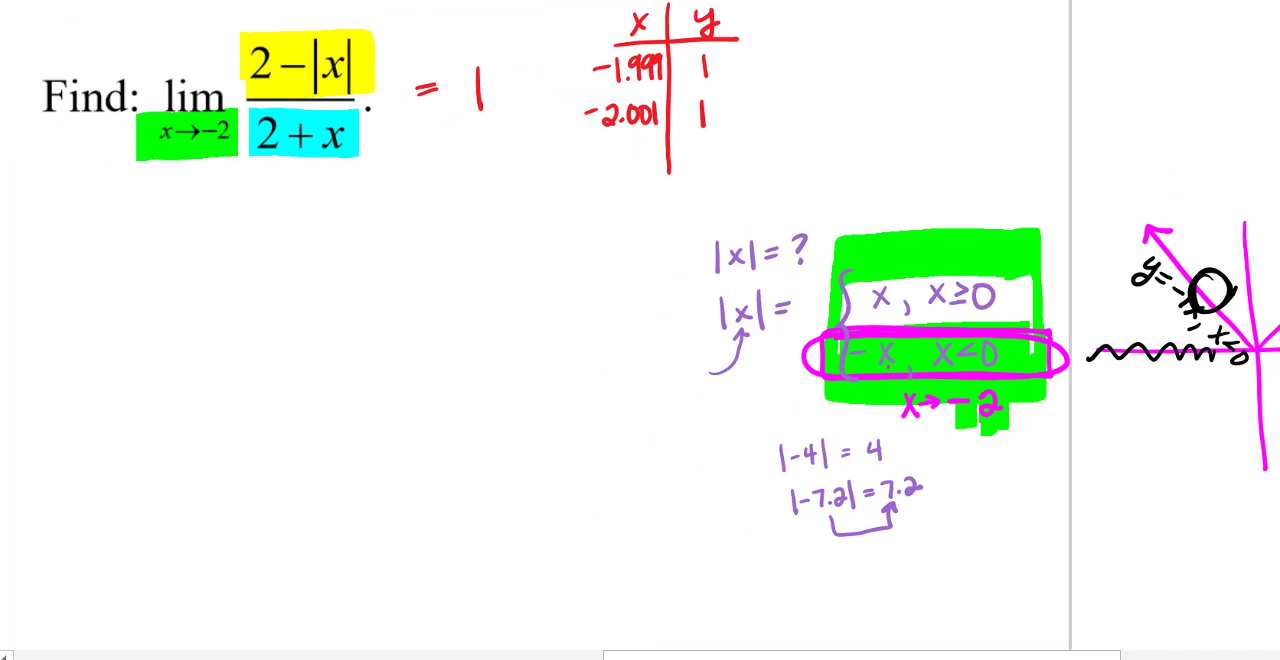 Find: lim x→−2 (2−|x|)/(2+x). = 1
x | y
-1.999 | 1
-2.001 | 1
|x| = ?
|x| = { x, x≥0
-x, x<0
x→-2
|-4| = 4
|-7.2| = 7.2
y=-x, x<0